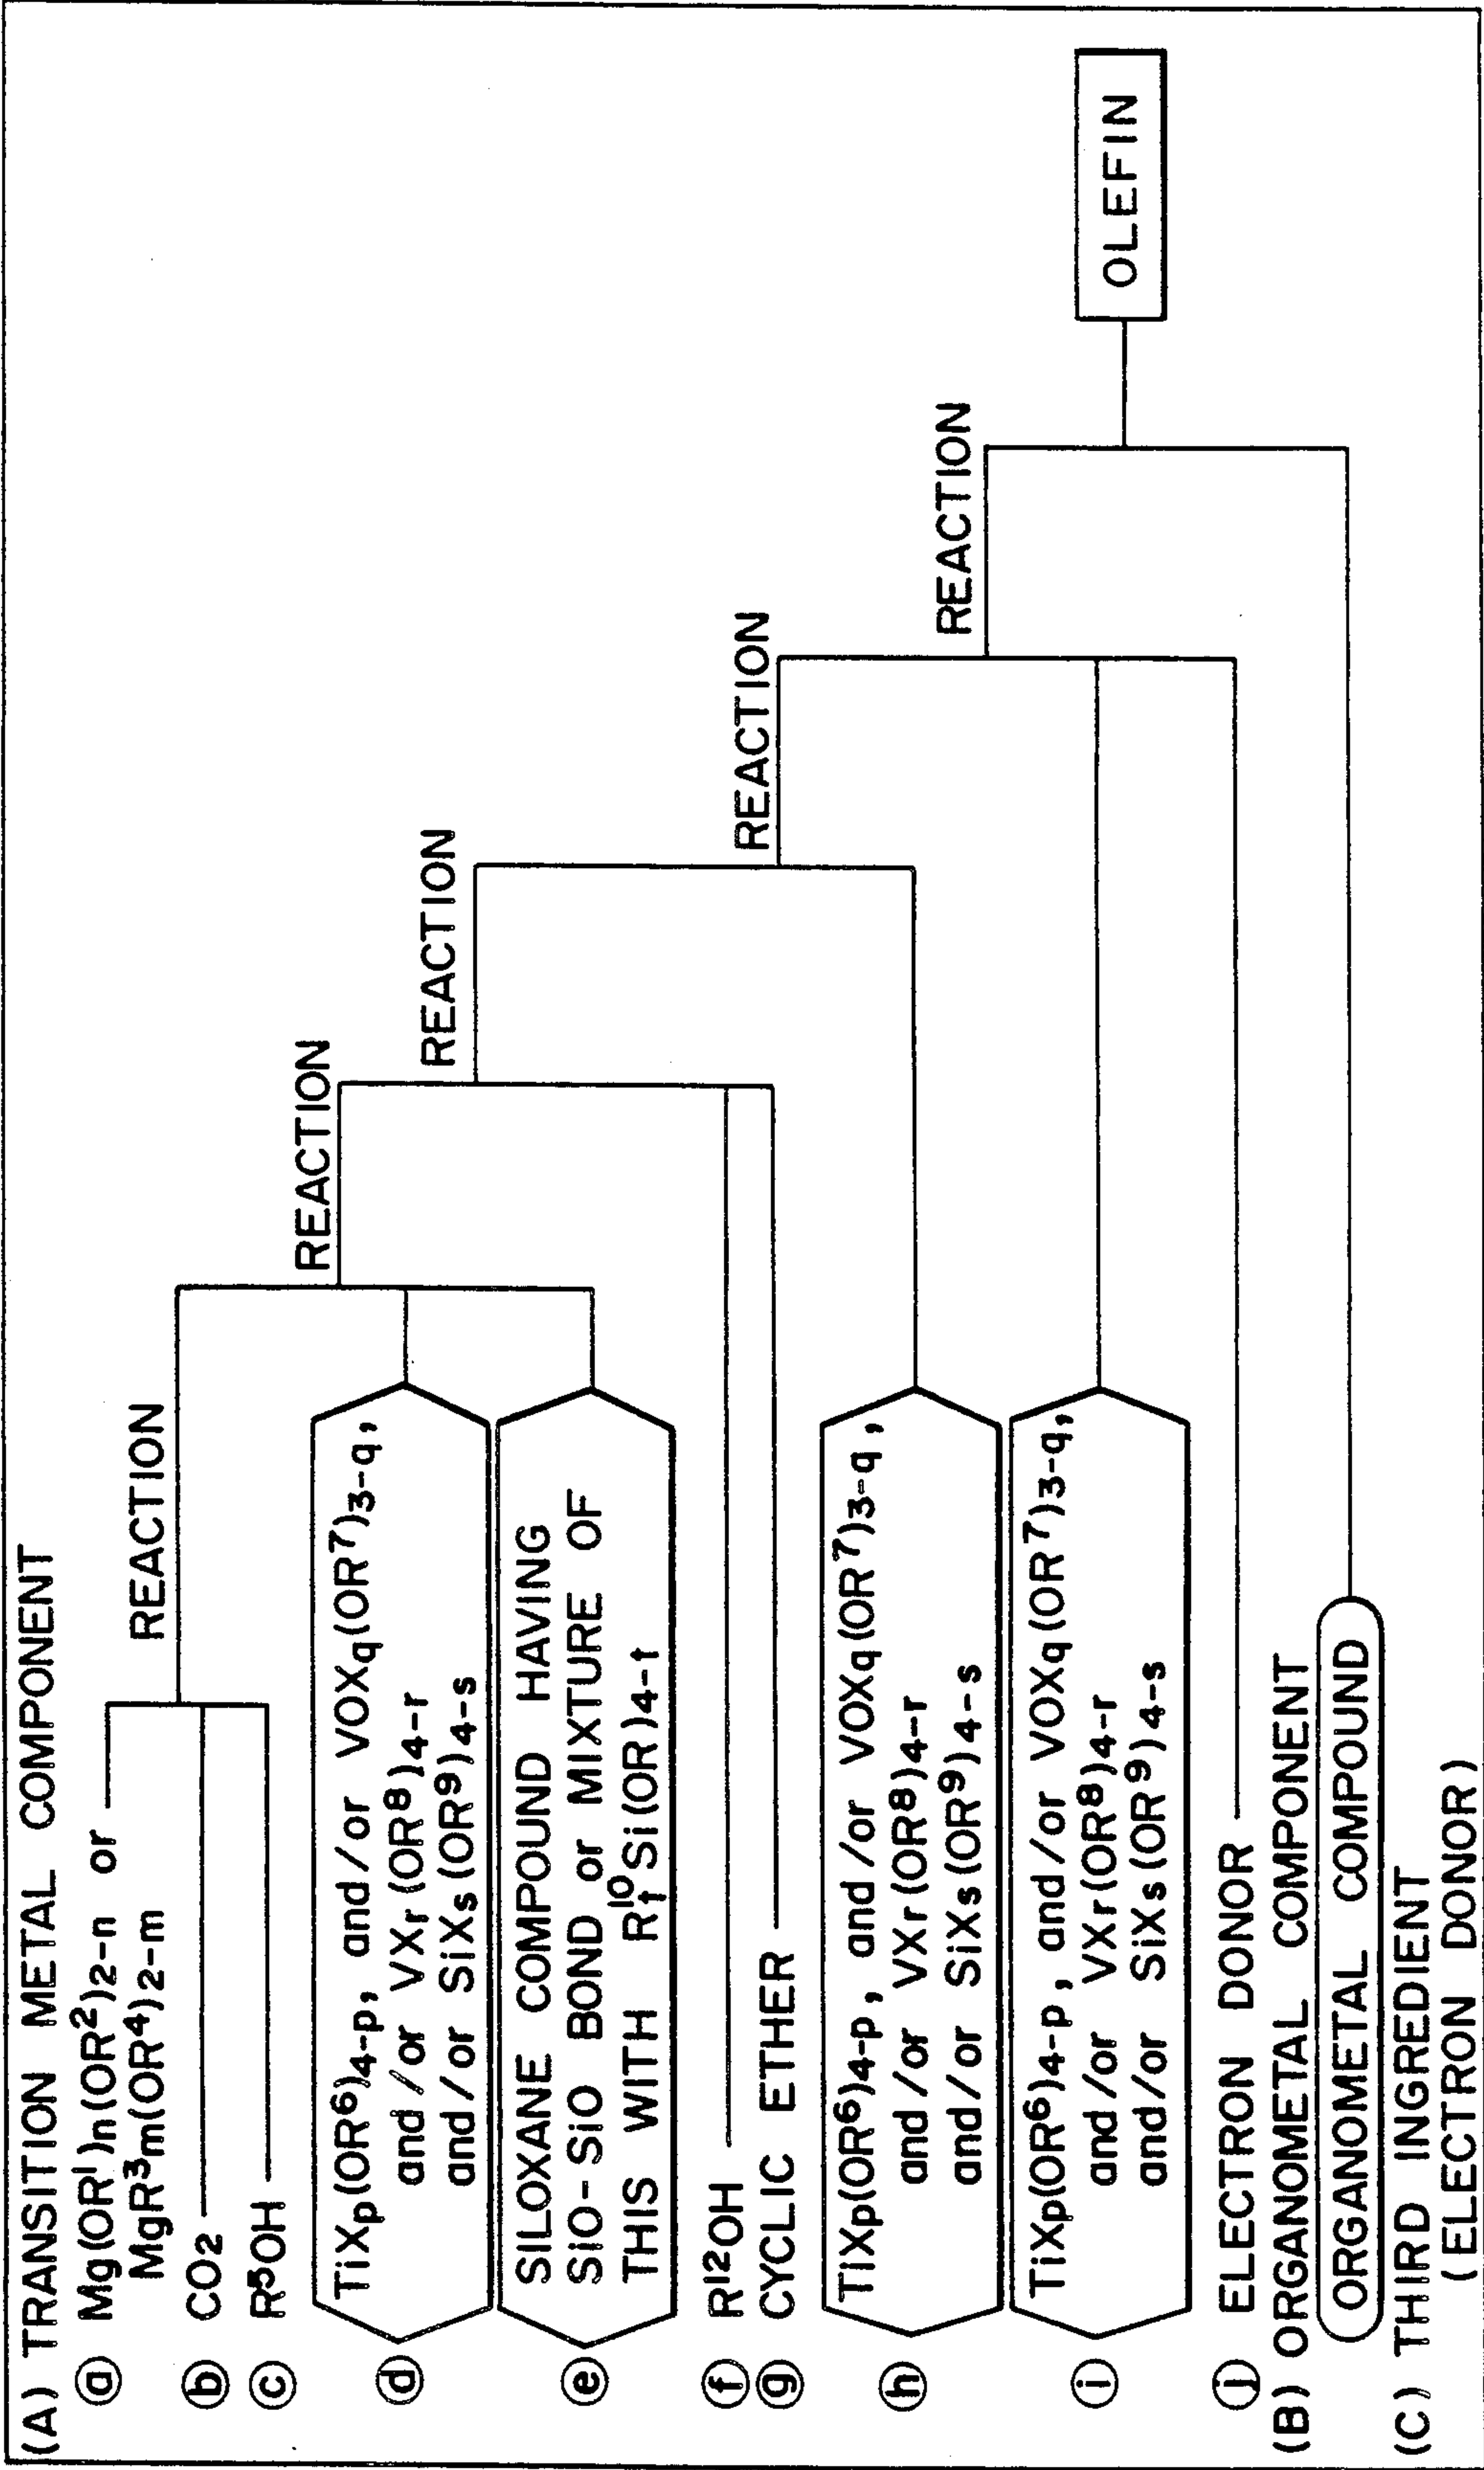 (A) TRANSITION METAL COMPONENT
ⓐ Mg(OR¹)n(OR²)₂₋n or
MgR³m(OR⁴)₂₋m
REACTION
ⓑ CO₂
ⓒ R⁵OH
REACTION
ⓓ TiXp(OR⁶)₄₋p, and/or VOXq(OR⁷)₃₋q,
and/or VXr(OR⁸)₄₋r
and/or SiXs(OR⁹)₄₋s
REACTION
ⓔ SILOXANE COMPOUND HAVING
SiO-SiO BOND or MIXTURE OF
THIS WITH R¹⁰tSi(OR)₄₋t
ⓕ R¹²OH
REACTION
ⓖ CYCLIC ETHER
ⓗ TiXp(OR⁶)₄₋p, and/or VOXq(OR⁷)₃₋q,
and/or VXr(OR⁸)₄₋r
and/or SiXs(OR⁹)₄₋s
REACTION
ⓘ TiXp(OR⁶)₄₋p, and/or VOXq(OR⁷)₃₋q,
and/or VXr(OR⁸)₄₋r
and/or SiXs(OR⁹)₄₋s
OLEFIN
ⓙ ELECTRON DONOR
(B) ORGANOMETAL COMPONENT
ORGANOMETAL COMPOUND
(C) THIRD INGREDIENT
(ELECTRON DONOR)